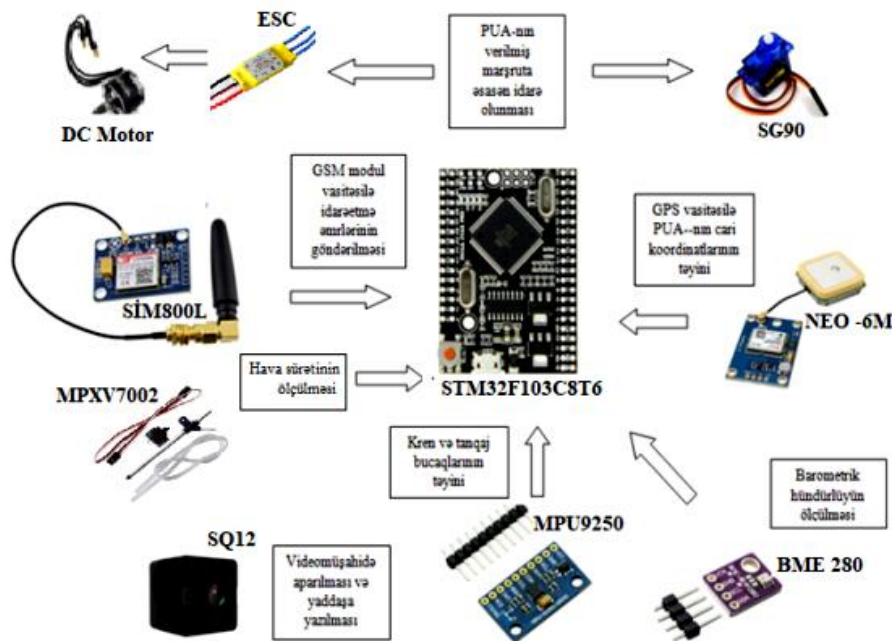 ESC
PUA-nın
verilmiş
marşruta
əsasən idarə
olunması
DC Motor
SG90
GSM modul
vasitəsilə
idarəetmə
əmrlərinin
göndərilməsi
GPS vasitəsilə
PUA--nın cari
koordinatlarının
təyini
SİM800L
NEO -6M
Hava sürətinin
ölçülməsi
STM32F103C8T6
MPXV7002
Kren və tanqaj
bucaqlarının
təyini
Barometrik
hündürlüyün
ölçülməsi
MPU9250
SQ12
Videomüşahidə
aparılması və
yaddaşa
yazılması
BME 280